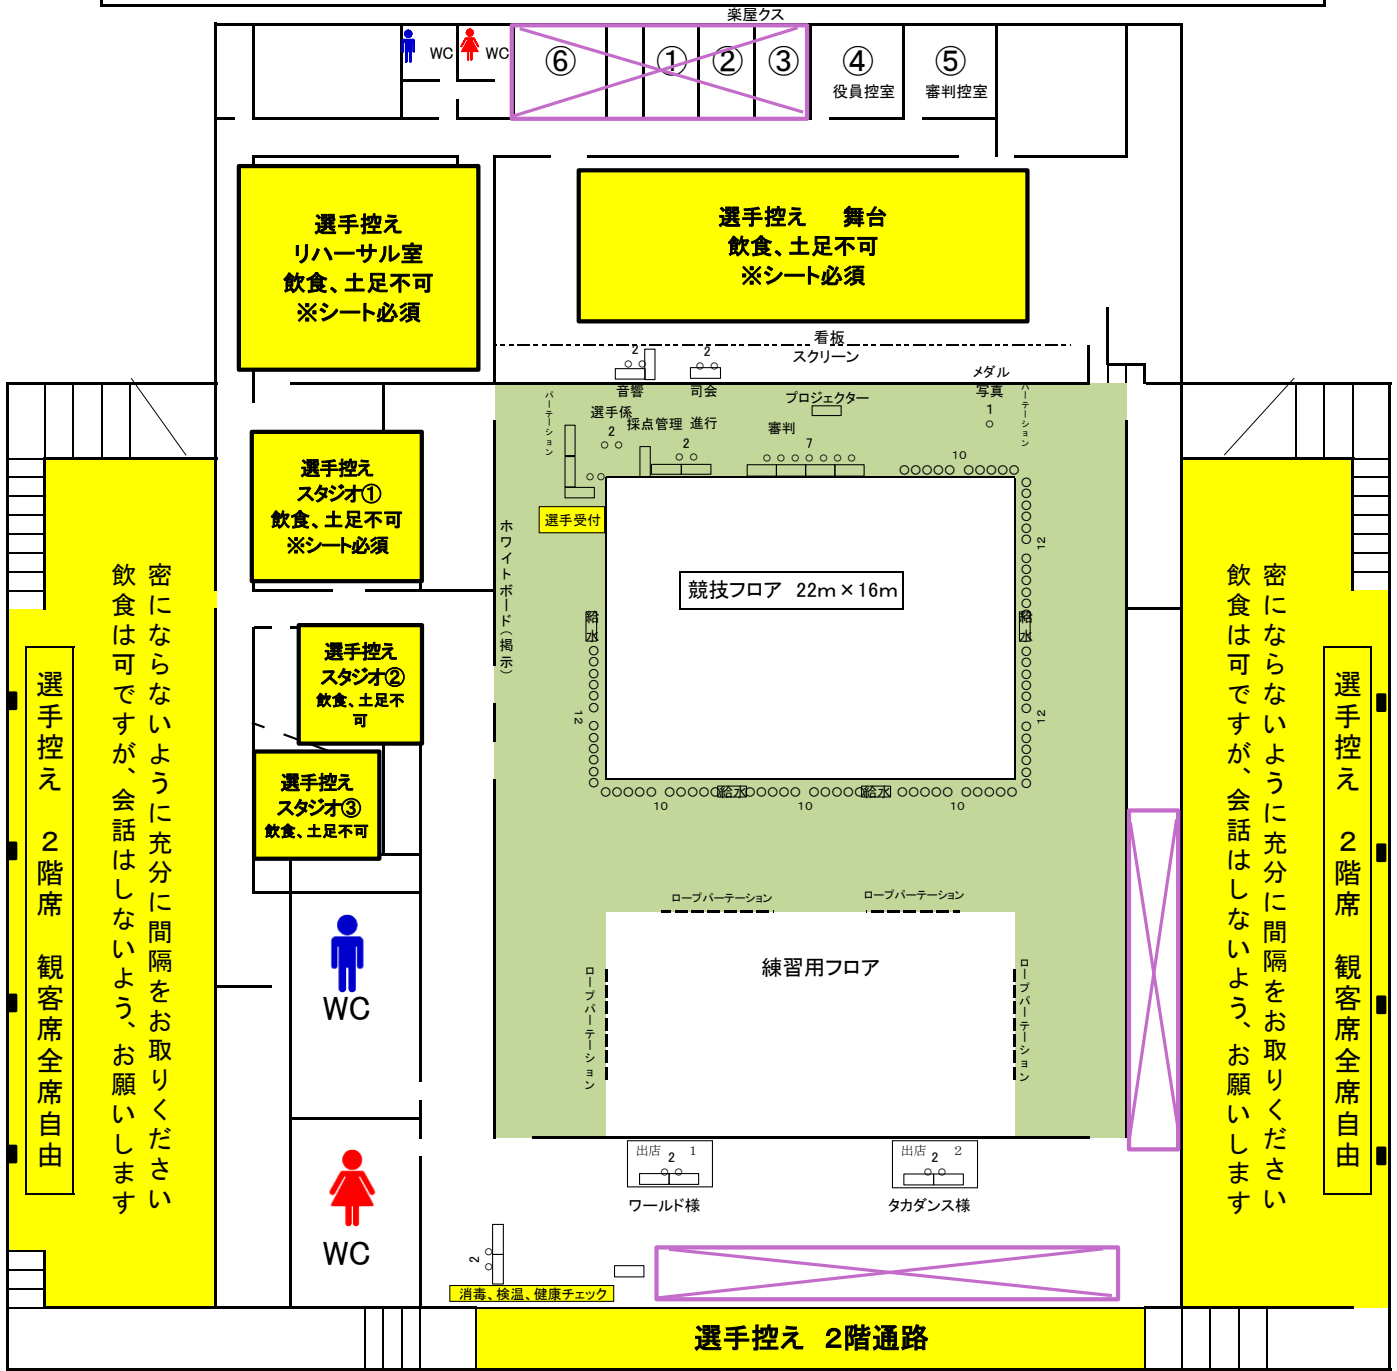 楽屋クス
WC
WC
⑥
①
②
③
④
役員控室
⑤
審判控室
選手控え
リハーサル室
飲食、土足不可
※シート必須
選手控え　舞台
飲食、土足不可
※シート必須
看板
スクリーン
2
音響
2
司会
メダル
写真
1
プロジェクター
パーテーション
パーテーション
選手係
2
採点管理 進行
2
審判
7
10
選手受付
選手控え
スタジオ①
飲食、土足不可
※シート必須
ホワイトボード（掲示）
競技フロア 22m×16m
12
給水
給水
12
12
選手控え
スタジオ②
飲食、土足不
可
選手控え
スタジオ③
飲食、土足不可
給水
給水
10
10
10
ロープパーテーション
ロープパーテーション
練習用フロア
ロープパーテーション
ロープパーテーション
WC
WC
出店 1
2
ワールド様
出店 2
2
タカダンス様
2
消毒、検温、健康チェック
選手控え 2階通路
密にならないように充分に間隔をお取りください
飲食は可ですが、会話はしないよう、お願いします
選手控え 2階席 観客席全席自由
選手控え 2階席 観客席全席自由
密にならないように充分に間隔をお取りください
飲食は可ですが、会話はしないよう、お願いします